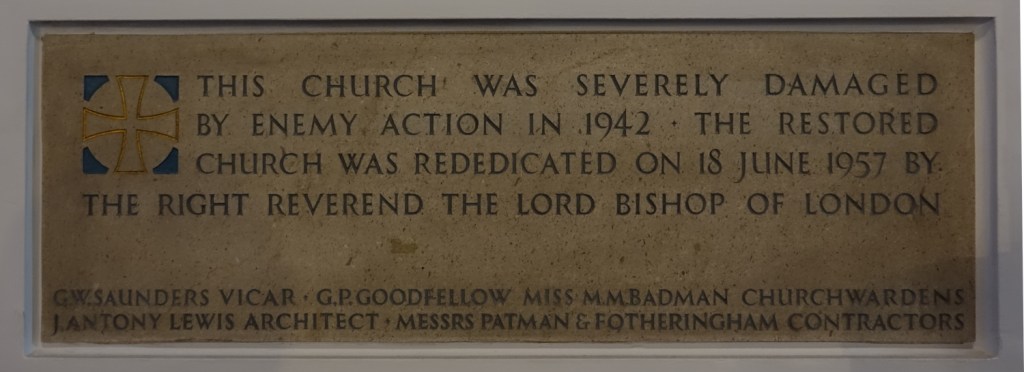 THIS CHURCH WAS SEVERELY DAMAGED
BY ENEMY ACTION IN 1942 · THE RESTORED
CHURCH WAS REDEDICATED ON 18 JUNE 1957 BY
THE RIGHT REVEREND THE LORD BISHOP OF LONDON
G.W.SAUNDERS VICAR · G.P.GOODFELLOW MISS M.M.BADMAN CHURCHWARDENS
J.ANTONY LEWIS ARCHITECT · MESSRS PATMAN & FOTHERINGHAM CONTRACTORS